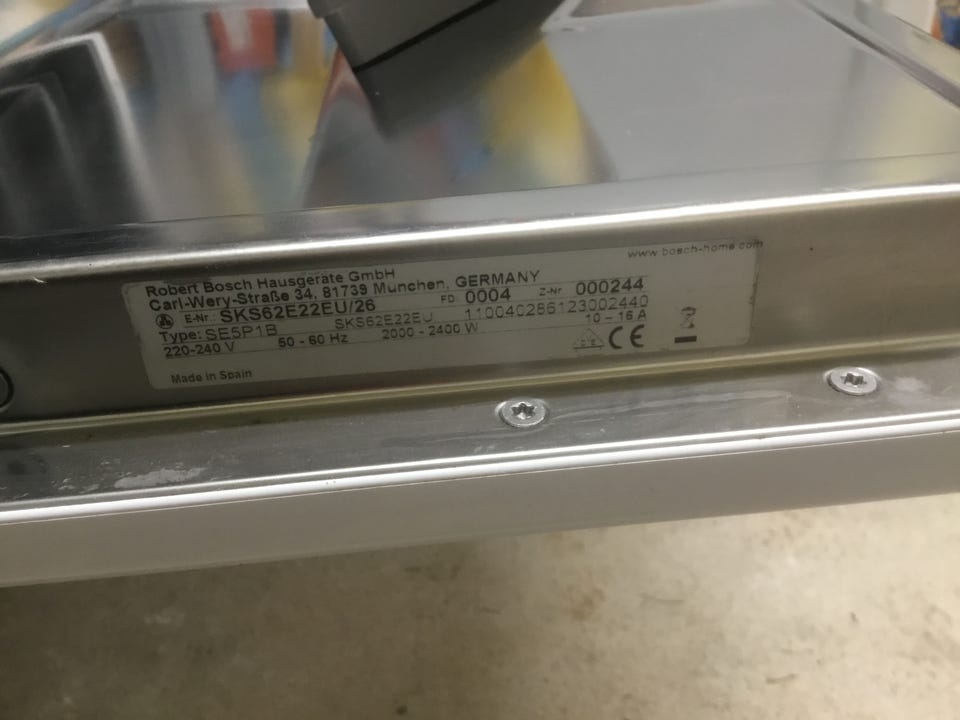 www.bosch-home.com
Robert Bosch Hausgeräte GmbH
Carl-Wery-Straße 34, 81739 Munchen, GERMANY
E-Nr.: SKS62E22EU/26 FD: 0004 Z-Nr 000244
Type: SE5P1B SKS62E22EU 110040286123002440
220-240 V 50 - 60 Hz 2000 - 2400 W 10 - 16 A
CE
Made in Spain